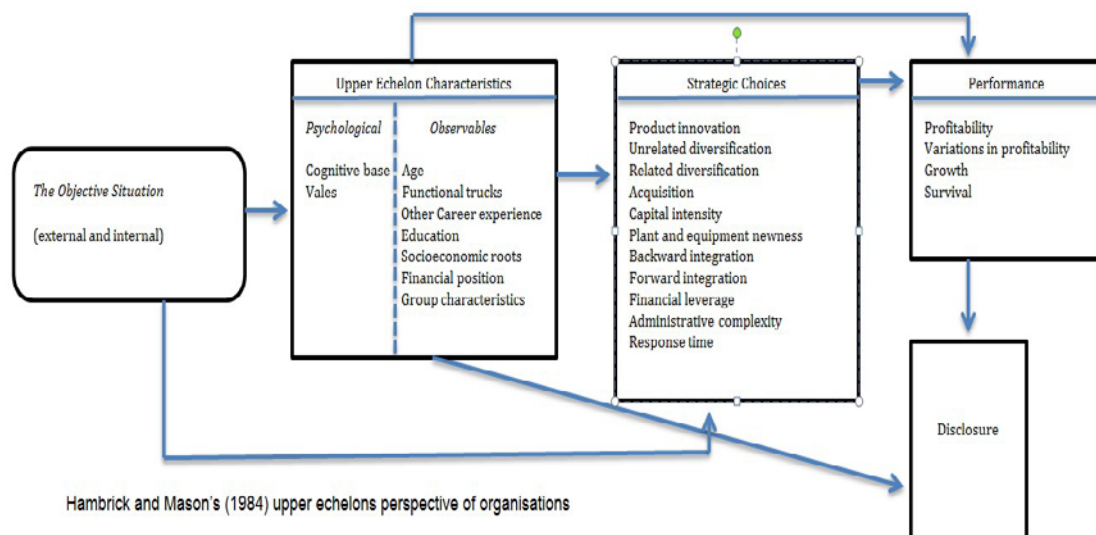 The Objective Situation
(external and internal)
Upper Echelon Characteristics
Psychological
Cognitive base
Vales
Observables
Age
Functional trucks
Other Career experience
Education
Socioeconomic roots
Financial position
Group characteristics
Strategic Choices
Product innovation
Unrelated diversification
Related diversification
Acquisition
Capital intensity
Plant and equipment newness
Backward integration
Forward integration
Financial leverage
Administrative complexity
Response time
Performance
Profitability
Variations in profitability
Growth
Survival
Disclosure
Hambrick and Mason's (1984) upper echelons perspective of organisations